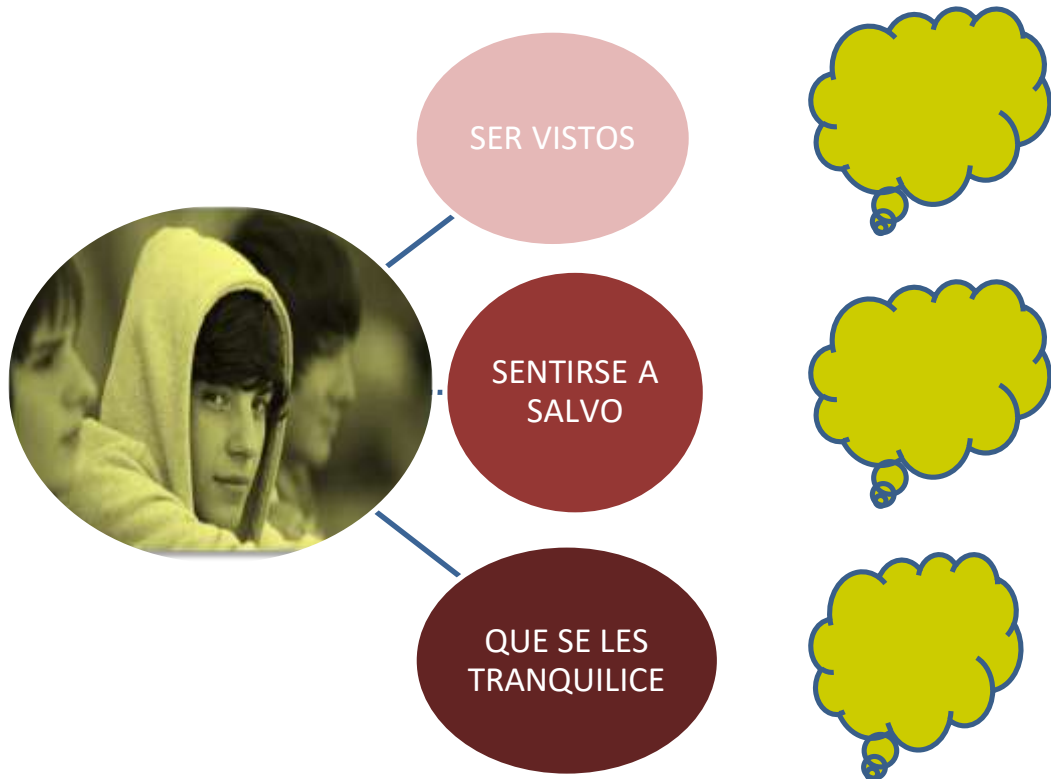 SER VISTOS
SENTIRSE A
SALVO
QUE SE LES
TRANQUILICE